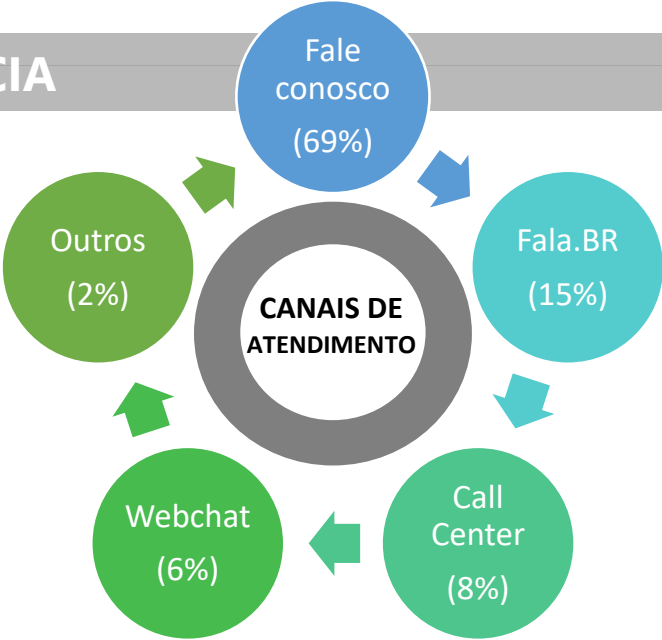 CIA
Fale
conosco
(69%)
Fala.BR
(15%)
Call
Center
(8%)
Webchat
(6%)
Outros
(2%)
CANAIS DE
ATENDIMENTO